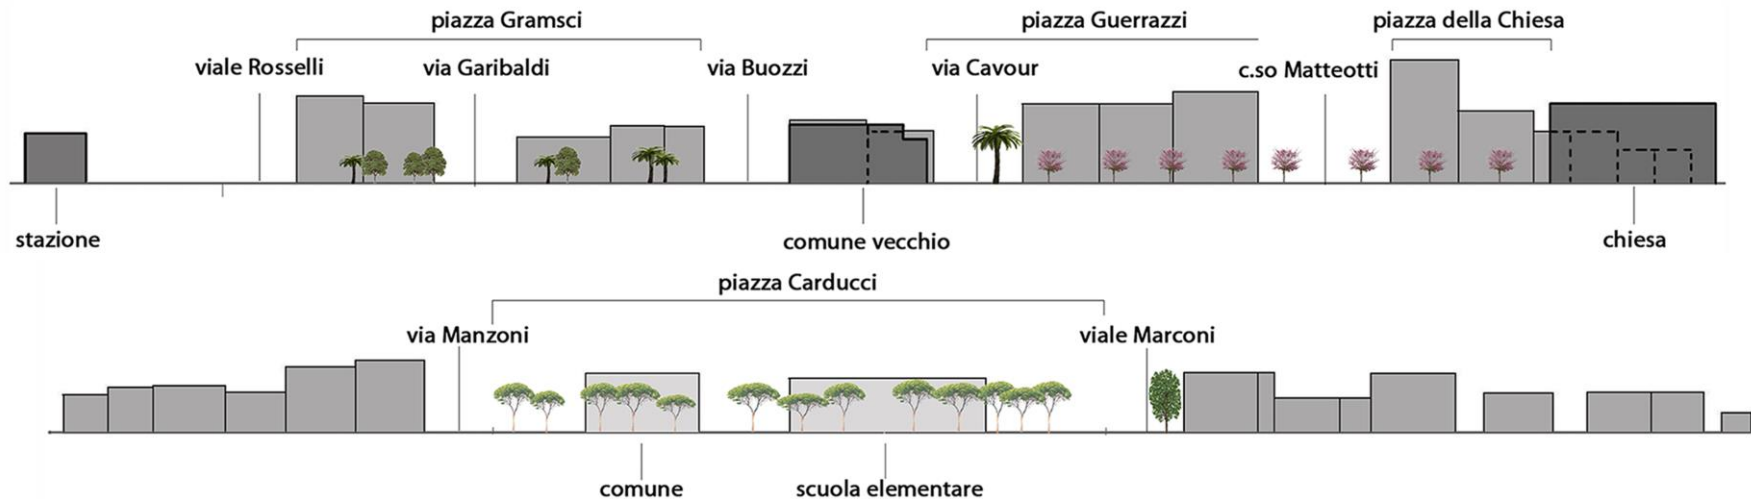 piazza Gramsci
piazza Guerrazzi
piazza della Chiesa
viale Rosselli
via Garibaldi
via Buozzi
via Cavour
c.so Matteotti
stazione
comune vecchio
chiesa
piazza Carducci
via Manzoni
viale Marconi
comune
scuola elementare